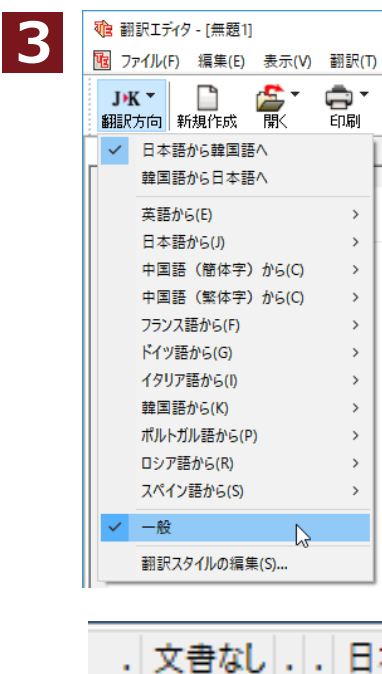 3
翻訳エディタ - [無題1]
ファイル(F) 編集(E) 表示(V) 翻訳(T)
J▸K
翻訳方向 新規作成 開く 印刷
日本語から韓国語へ
韓国語から日本語へ
英語から(E)
日本語から(J)
中国語（簡体字）から(C)
中国語（繁体字）から(C)
フランス語から(F)
ドイツ語から(G)
イタリア語から(I)
韓国語から(K)
ポルトガル語から(P)
ロシア語から(R)
スペイン語から(S)
一般
翻訳スタイルの編集(S)...
. 文書なし . . 日